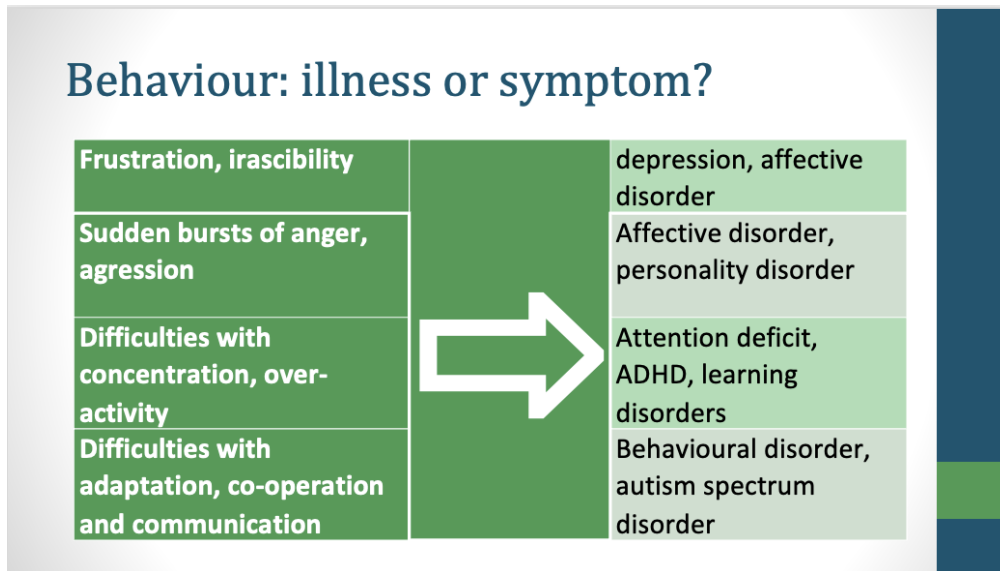 Behaviour: illness or symptom?
Frustration, irascibility
depression, affective
disorder
Sudden bursts of anger,
agression
Affective disorder,
personality disorder
Difficulties with
concentration, over-
activity
Attention deficit,
ADHD, learning
disorders
Difficulties with
adaptation, co-operation
and communication
Behavioural disorder,
autism spectrum
disorder